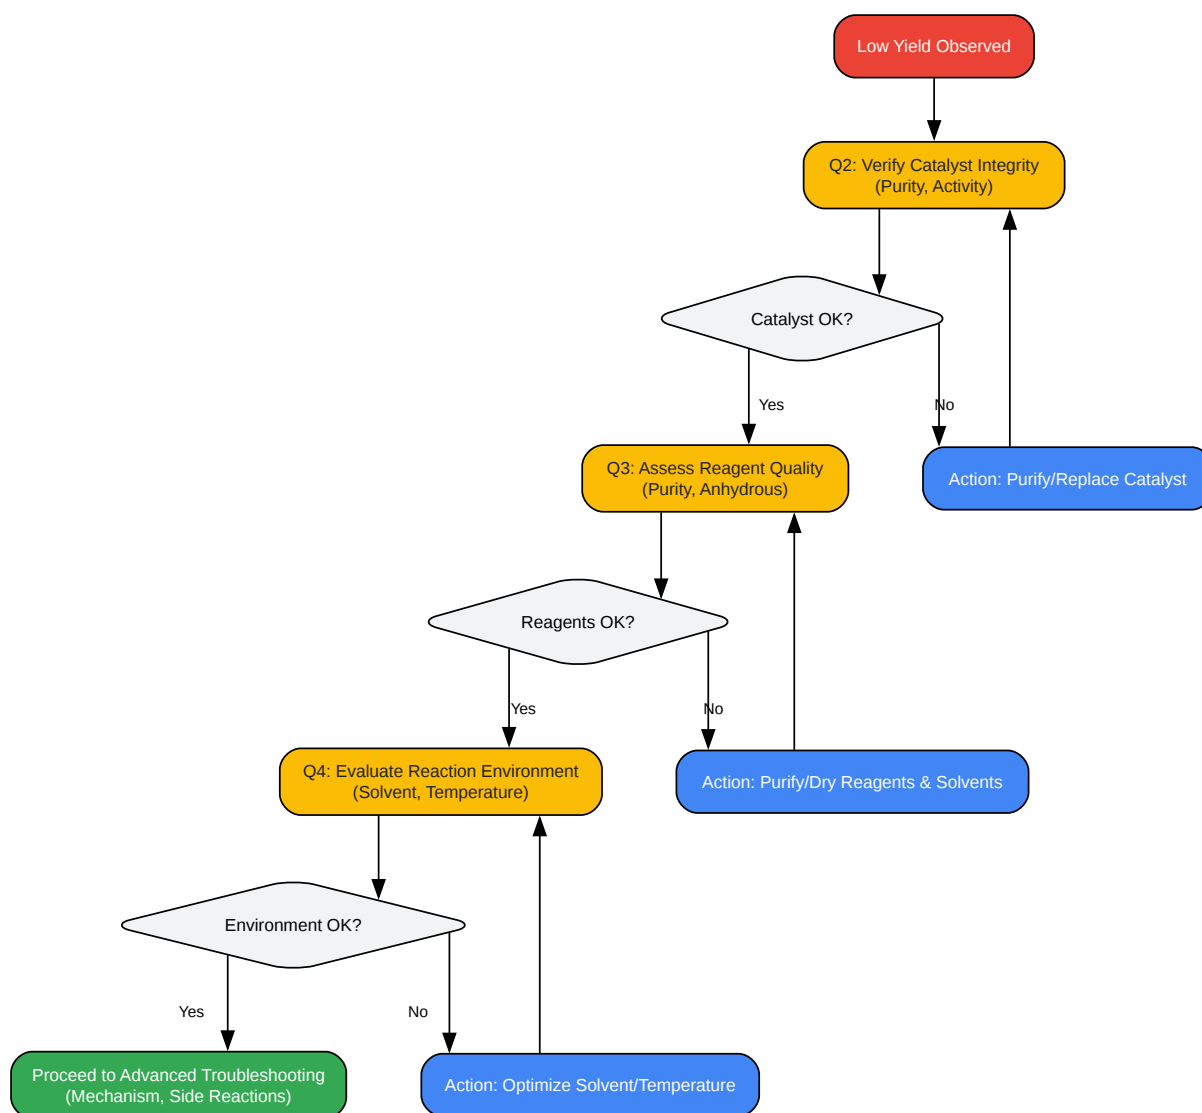 Low Yield Observed
Q2: Verify Catalyst Integrity
(Purity, Activity)
Catalyst OK?
Yes
No
Q3: Assess Reagent Quality
(Purity, Anhydrous)
Action: Purify/Replace Catalyst
Reagents OK?
Yes
No
Q4: Evaluate Reaction Environment
(Solvent, Temperature)
Action: Purify/Dry Reagents & Solvents
Environment OK?
Yes
No
Proceed to Advanced Troubleshooting
(Mechanism, Side Reactions)
Action: Optimize Solvent/Temperature